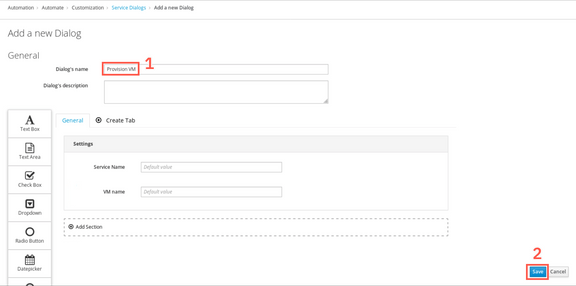 Automation › Automate › Customization › Service Dialogs › Add a new Dialog
Add a new Dialog
General
Dialog's name Provision VM 1
Dialog's description
General Create Tab
A
Text Box
Text Area
Check Box
Dropdown
Radio Button
Datepicker
Settings
Service Name Default value
VM name Default value
Add Section
2
Save Cancel